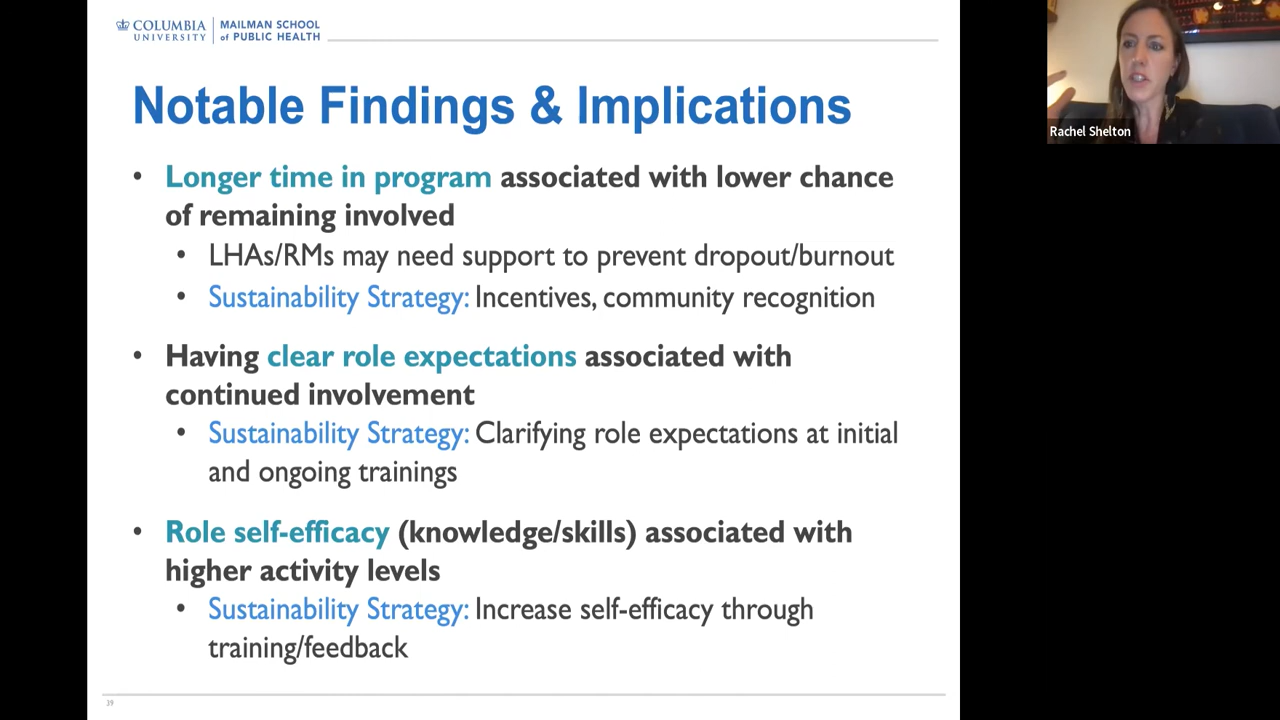 COLUMBIA UNIVERSITY
MAILMAN SCHOOL of PUBLIC HEALTH
Notable Findings & Implications
• Longer time in program associated with lower chance
of remaining involved
• LHAs/RMs may need support to prevent dropout/burnout
• Sustainability Strategy: Incentives, community recognition
• Having clear role expectations associated with
continued involvement
• Sustainability Strategy: Clarifying role expectations at initial
and ongoing trainings
• Role self-efficacy (knowledge/skills) associated with
higher activity levels
• Sustainability Strategy: Increase self-efficacy through
training/feedback
39
Rachel Shelton